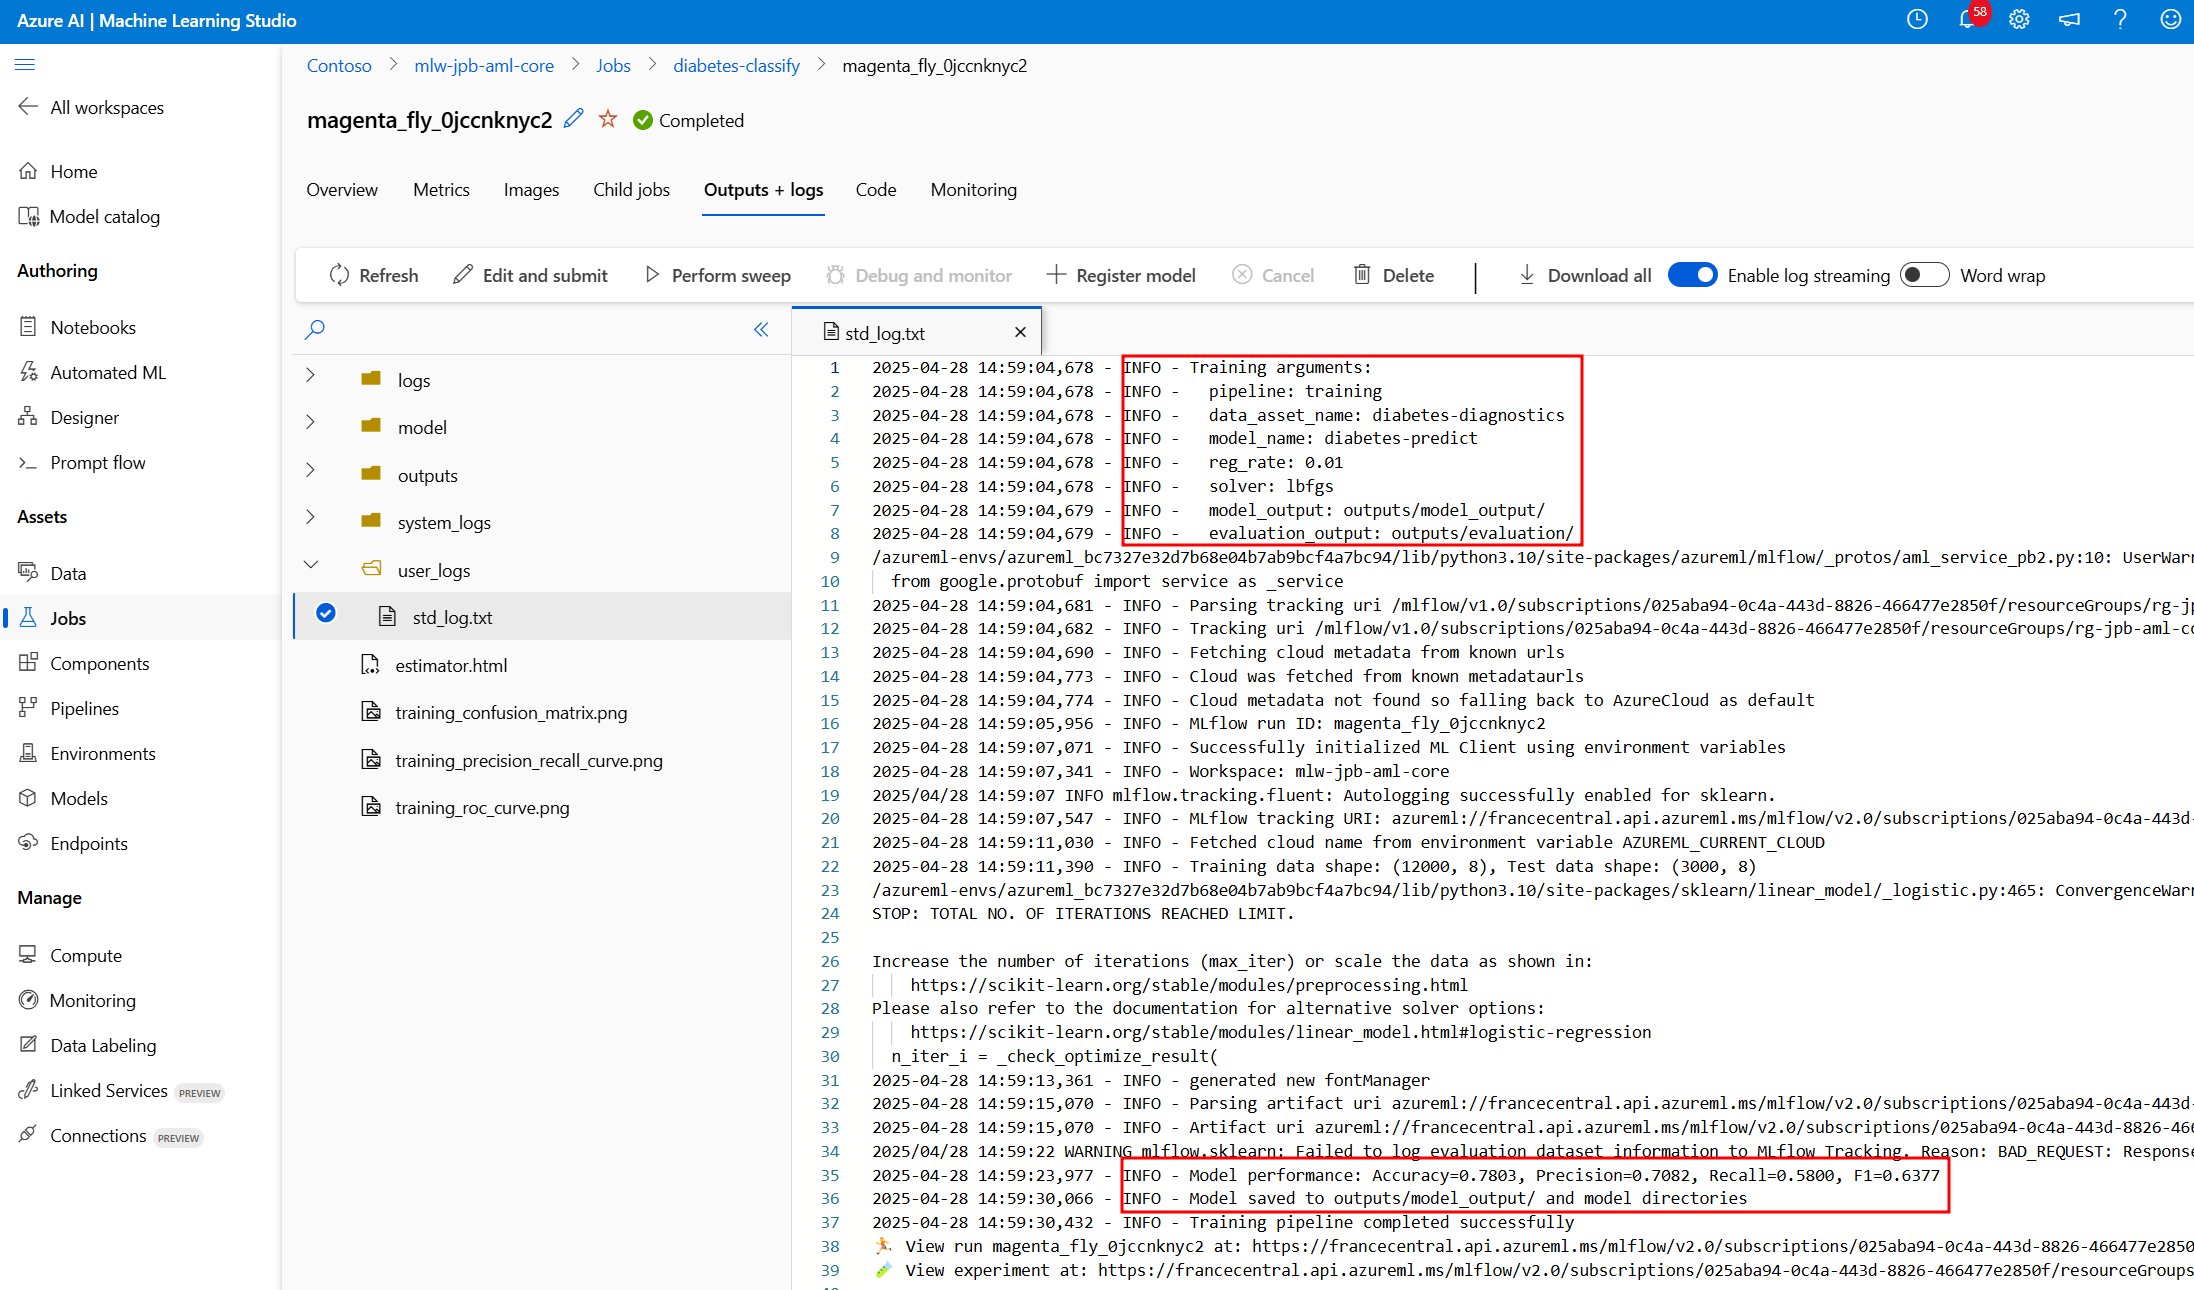 Azure AI | Machine Learning Studio
58
All workspaces
Home
Model catalog
Authoring
Notebooks
Automated ML
Designer
Prompt flow
Assets
Data
Jobs
Components
Pipelines
Environments
Models
Endpoints
Manage
Compute
Monitoring
Data Labeling
Linked Services PREVIEW
Connections PREVIEW
Contoso > mlw-jpb-aml-core > Jobs > diabetes-classify > magenta_fly_0jccnknyc2
magenta_fly_0jccnknyc2 Completed
Overview Metrics Images Child jobs Outputs + logs Code Monitoring
Refresh Edit and submit Perform sweep Debug and monitor Register model Cancel Delete Download all Enable log streaming Word wrap
logs
model
outputs
system_logs
user_logs
std_log.txt
estimator.html
training_confusion_matrix.png
training_precision_recall_curve.png
training_roc_curve.png
std_log.txt
1 2025-04-28 14:59:04,678 - INFO - Training arguments:
2 2025-04-28 14:59:04,678 - INFO -   pipeline: training
3 2025-04-28 14:59:04,678 - INFO -   data_asset_name: diabetes-diagnostics
4 2025-04-28 14:59:04,678 - INFO -   model_name: diabetes-predict
5 2025-04-28 14:59:04,678 - INFO -   reg_rate: 0.01
6 2025-04-28 14:59:04,678 - INFO -   solver: lbfgs
7 2025-04-28 14:59:04,679 - INFO -   model_output: outputs/model_output/
8 2025-04-28 14:59:04,679 - INFO -   evaluation_output: outputs/evaluation/
9 /azureml-envs/azureml_bc7327e32d7b68e04b7ab9bcf4a7bc94/lib/python3.10/site-packages/azureml/mlflow/_protos/aml_service_pb2.py:10: UserWarn
10 from google.protobuf import service as _service
11 2025-04-28 14:59:04,681 - INFO - Parsing tracking uri /mlflow/v1.0/subscriptions/025aba94-0c4a-443d-8826-466477e2850f/resourceGroups/rg-jp
12 2025-04-28 14:59:04,682 - INFO - Tracking uri /mlflow/v1.0/subscriptions/025aba94-0c4a-443d-8826-466477e2850f/resourceGroups/rg-jpb-aml-co
13 2025-04-28 14:59:04,690 - INFO - Fetching cloud metadata from known urls
14 2025-04-28 14:59:04,773 - INFO - Cloud was fetched from known metadataurls
15 2025-04-28 14:59:04,774 - INFO - Cloud metadata not found so falling back to AzureCloud as default
16 2025-04-28 14:59:05,956 - INFO - MLflow run ID: magenta_fly_0jccnknyc2
17 2025-04-28 14:59:07,071 - INFO - Successfully initialized ML Client using environment variables
18 2025-04-28 14:59:07,341 - INFO - Workspace: mlw-jpb-aml-core
19 2025/04/28 14:59:07 INFO mlflow.tracking.fluent: Autologging successfully enabled for sklearn.
20 2025-04-28 14:59:07,547 - INFO - MLflow tracking URI: azureml://francecentral.api.azureml.ms/mlflow/v2.0/subscriptions/025aba94-0c4a-443d-
21 2025-04-28 14:59:11,030 - INFO - Fetched cloud name from environment variable AZUREML_CURRENT_CLOUD
22 2025-04-28 14:59:11,390 - INFO - Training data shape: (12000, 8), Test data shape: (3000, 8)
23 /azureml-envs/azureml_bc7327e32d7b68e04b7ab9bcf4a7bc94/lib/python3.10/site-packages/sklearn/linear_model/_logistic.py:465: ConvergenceWarn
24 STOP: TOTAL NO. OF ITERATIONS REACHED LIMIT.
25
26 Increase the number of iterations (max_iter) or scale the data as shown in:
27 https://scikit-learn.org/stable/modules/preprocessing.html
28 Please also refer to the documentation for alternative solver options:
29 https://scikit-learn.org/stable/modules/linear_model.html#logistic-regression
30 n_iter_i = _check_optimize_result(
31 2025-04-28 14:59:13,361 - INFO - generated new fontManager
32 2025-04-28 14:59:15,070 - INFO - Parsing artifact uri azureml://francecentral.api.azureml.ms/mlflow/v2.0/subscriptions/025aba94-0c4a-443d-
33 2025-04-28 14:59:15,070 - INFO - Artifact uri azureml://francecentral.api.azureml.ms/mlflow/v2.0/subscriptions/025aba94-0c4a-443d-8826-466
34 2025/04/28 14:59:22 WARNING mlflow.sklearn: Failed to log evaluation dataset information to MLflow Tracking. Reason: BAD_REQUEST: Response
35 2025-04-28 14:59:23,977 - INFO - Model performance: Accuracy=0.7803, Precision=0.7082, Recall=0.5800, F1=0.6377
36 2025-04-28 14:59:30,066 - INFO - Model saved to outputs/model_output/ and model directories
37 2025-04-28 14:59:30,432 - INFO - Training pipeline completed successfully
38 🏃 View run magenta_fly_0jccnknyc2 at: https://francecentral.api.azureml.ms/mlflow/v2.0/subscriptions/025aba94-0c4a-443d-8826-466477e2850
39 🧪 View experiment at: https://francecentral.api.azureml.ms/mlflow/v2.0/subscriptions/025aba94-0c4a-443d-8826-466477e2850f/resourceGroups